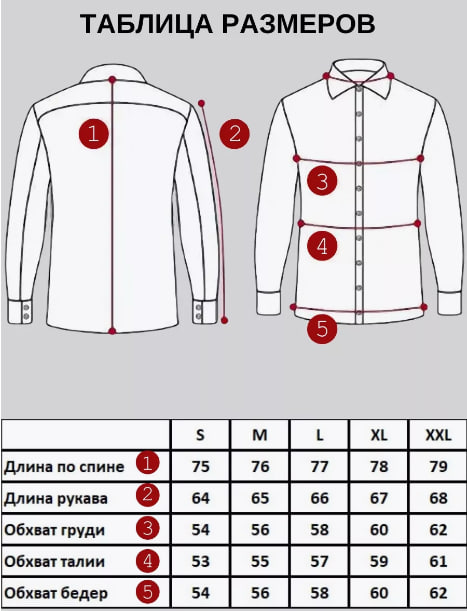 ТАБЛИЦА РАЗМЕРОВ
1
2
3
4
5
S M L XL XXL
Длина по спине 1 75 76 77 78 79
Длина рукава 2 64 65 66 67 68
Обхват груди 3 54 56 58 60 62
Обхват талии 4 53 55 57 59 61
Обхват бедер 5 54 56 58 60 62